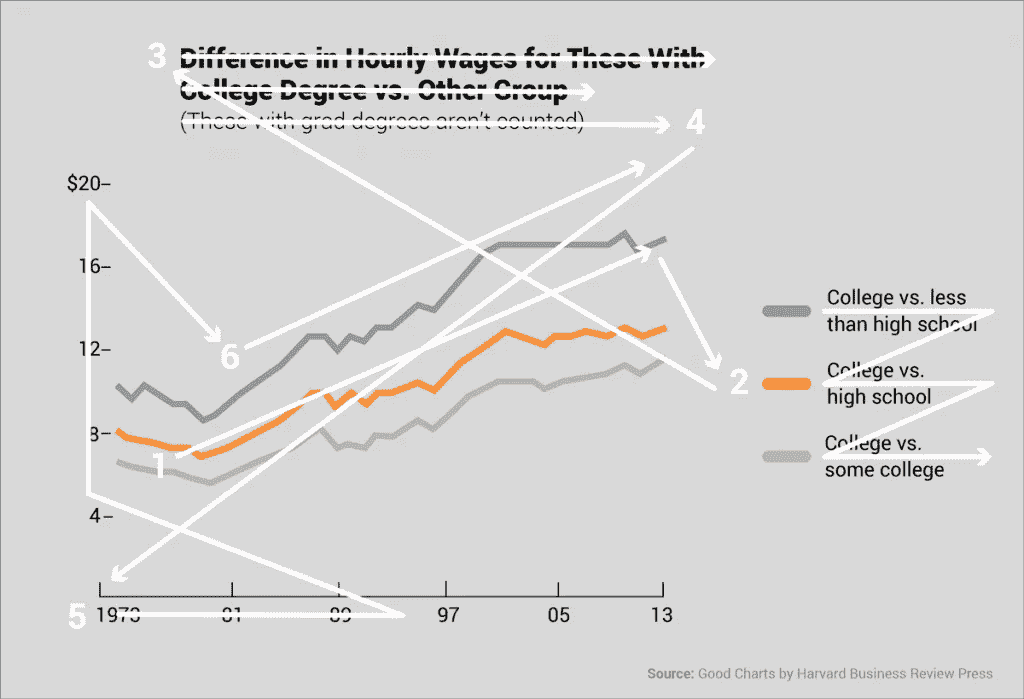 3
Difference in Hourly Wages for These With
College Degree vs. Other Group
(These with grad degrees aren't counted)
4
$20
16
12
8
4
6
1
2
College vs. less
than high school
College vs.
high school
College vs.
some college
5
1973 81 89 97 05 13
Source: Good Charts by Harvard Business Review Press